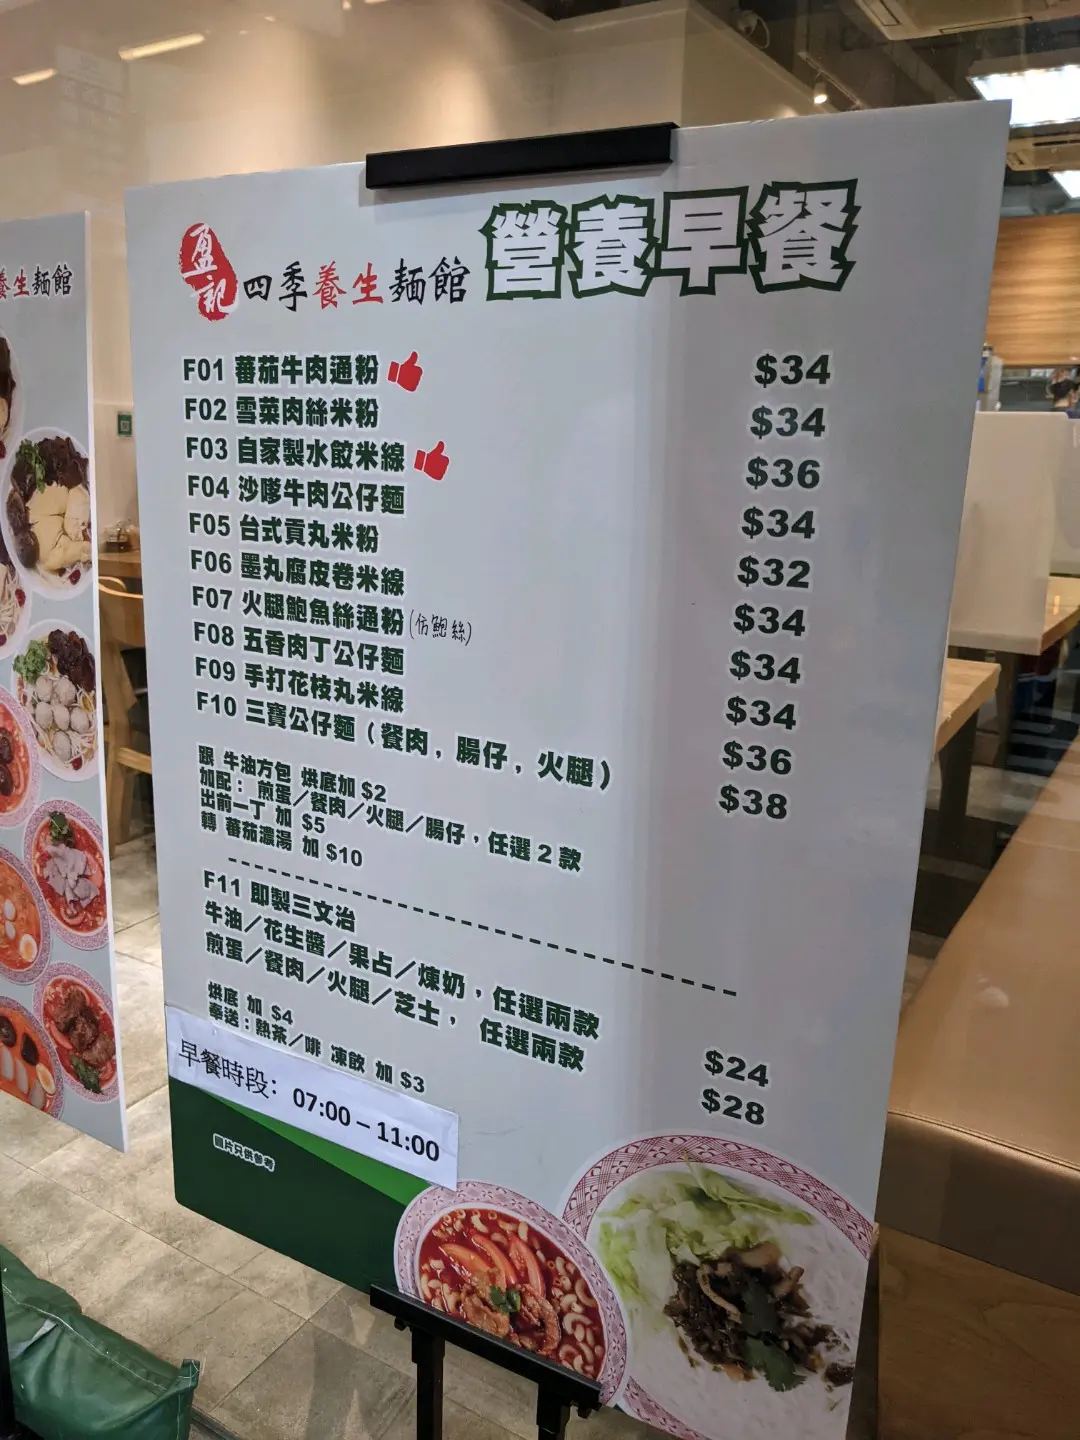 養生麵館
盈記 四季養生麵館 營養早餐
F01 蕃茄牛肉通粉 $34
F02 雪菜肉絲米粉 $34
F03 自家製水餃米線 $36
F04 沙嗲牛肉公仔麵 $34
F05 台式貢丸米粉 $32
F06 墨丸腐皮卷米線 $34
F07 火腿鮑魚絲通粉 (仿鮑絲) $34
F08 五香肉丁公仔麵 $34
F09 手打花枝丸米線 $36
F10 三寶公仔麵 (餐肉, 腸仔, 火腿) $38
跟 牛油方包 烘底加 $2
加配: 煎蛋/餐肉/火腿/腸仔, 任選2款
出前一丁 加 $5
轉 蕃茄濃湯 加 $10
F11 即製三文治
牛油/花生醬/果占/煉奶, 任選兩款 $24
煎蛋/餐肉/火腿/芝士, 任選兩款 $28
烘底 加 $4
奉送:熱茶/啡 凍飲 加 $3
早餐時段: 07:00 – 11:00
圖片只供參考